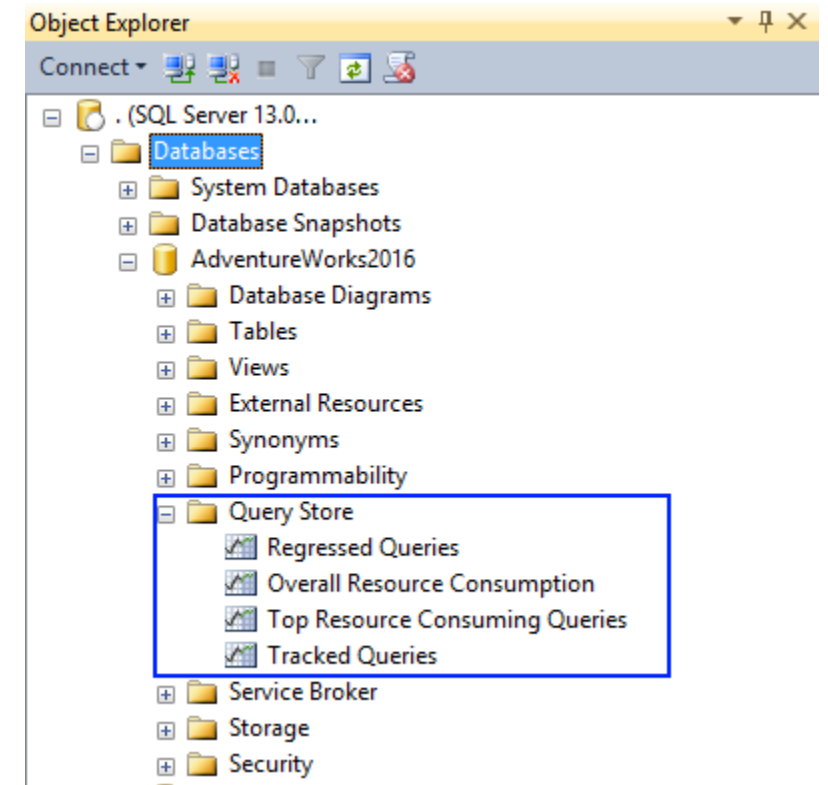 Object Explorer
Connect
. (SQL Server 13.0...
Databases
System Databases
Database Snapshots
AdventureWorks2016
Database Diagrams
Tables
Views
External Resources
Synonyms
Programmability
Query Store
Regressed Queries
Overall Resource Consumption
Top Resource Consuming Queries
Tracked Queries
Service Broker
Storage
Security